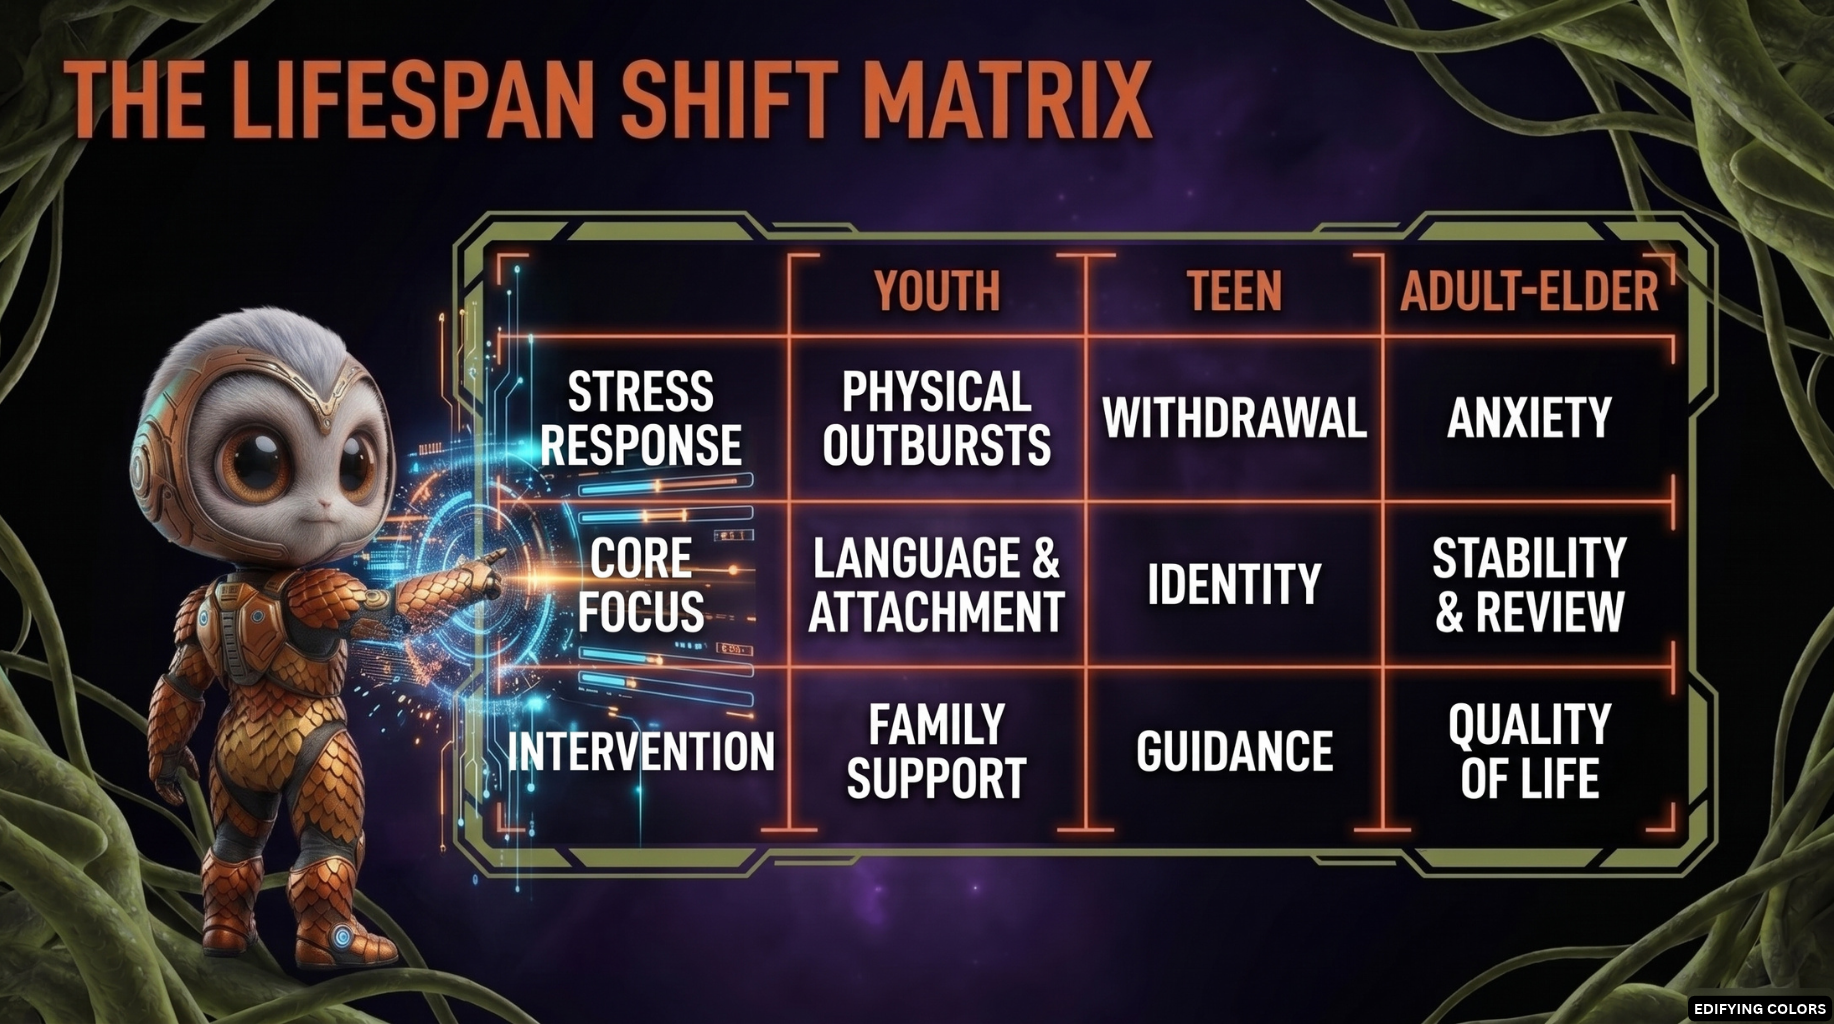 THE LIFESPAN SHIFT MATRIX
YOUTH
TEEN
ADULT-ELDER
STRESS
RESPONSE
PHYSICAL
OUTBURSTS
WITHDRAWAL
ANXIETY
CORE
FOCUS
LANGUAGE &
ATTACHMENT
IDENTITY
STABILITY
& REVIEW
INTERVENTION
FAMILY
SUPPORT
GUIDANCE
QUALITY
OF LIFE
EDIFYING COLORS